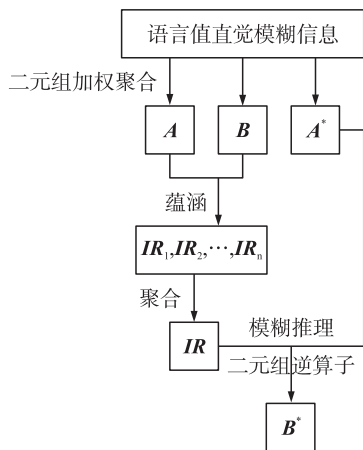 语言值直觉模糊信息
二元组加权聚合
A B A*
蕴涵
IR₁,IR₂,⋯,IRₙ
聚合
模糊推理
IR
二元组逆算子
B*